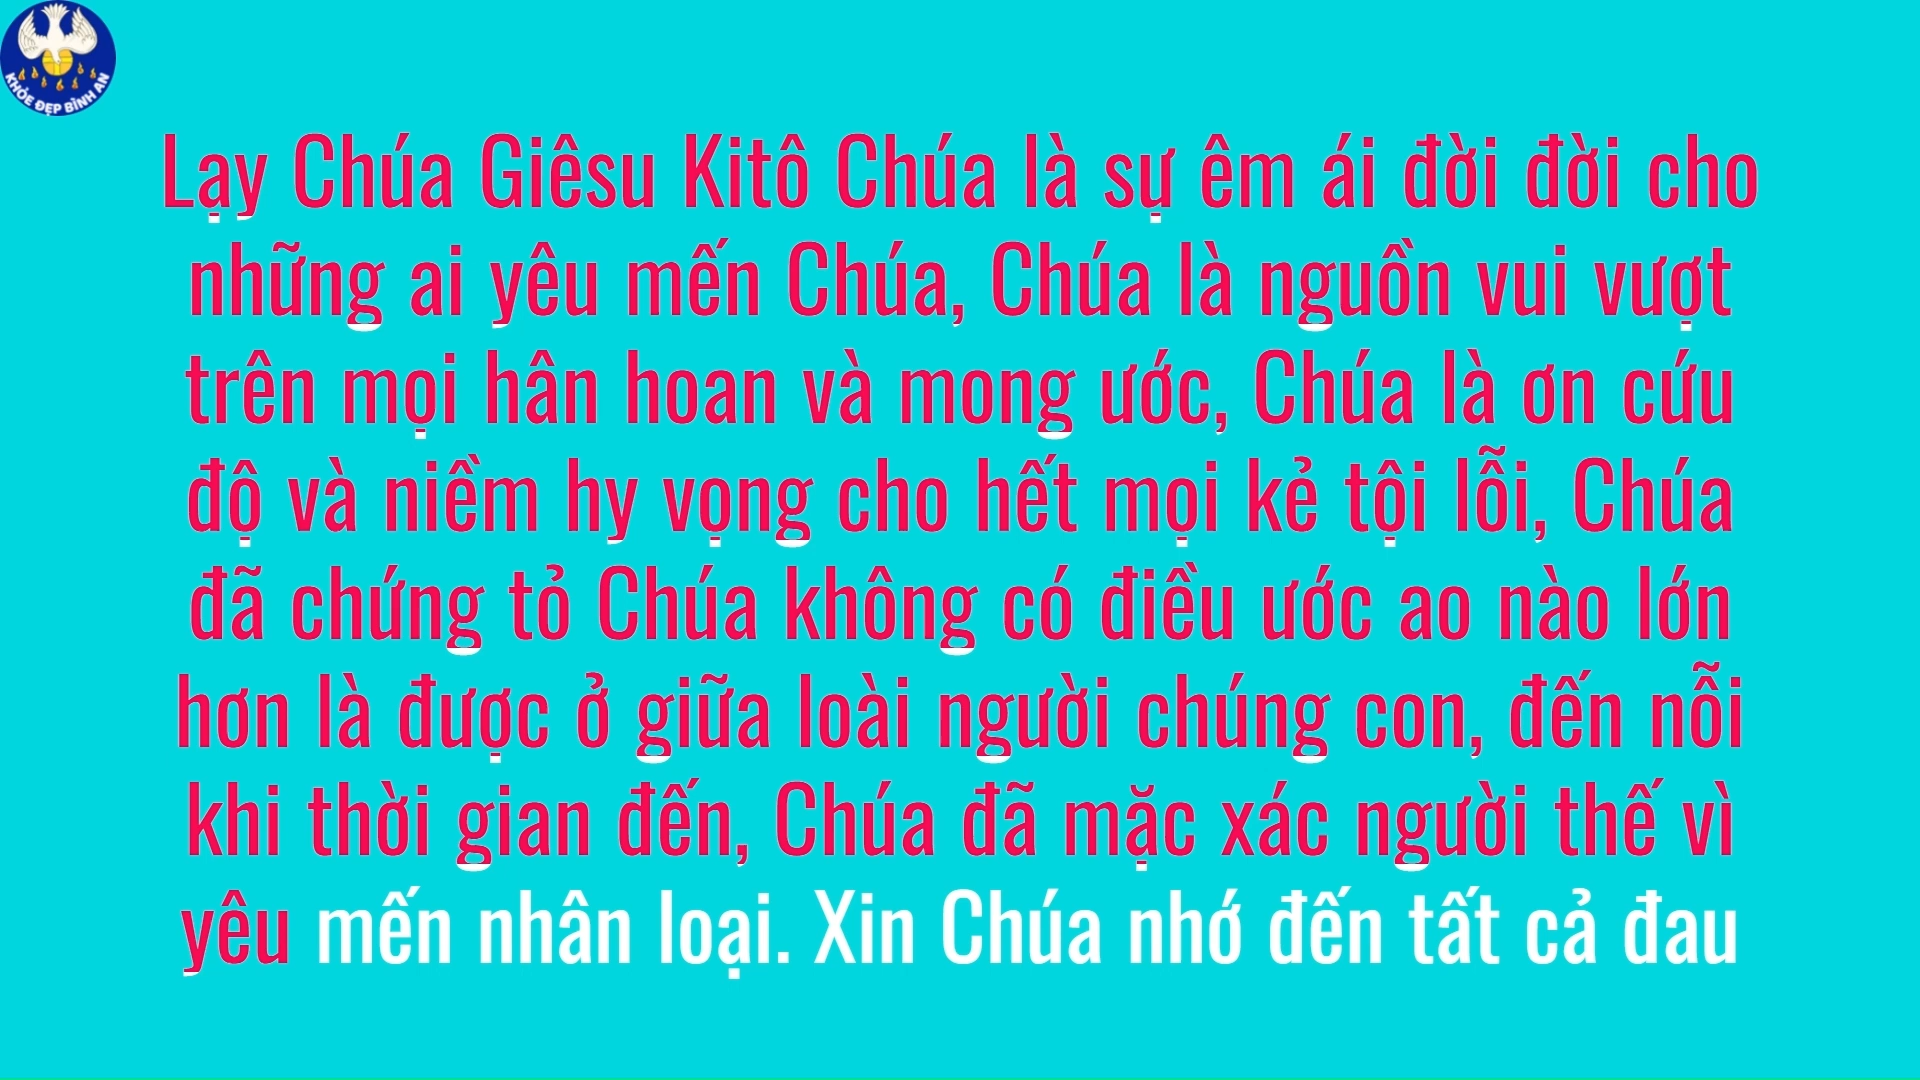 KHỎE ĐẸP BÌNH AN
Lạy Chúa Giêsu Kitô Chúa là sự êm ái đời đời cho
những ai yêu mến Chúa, Chúa là nguồn vui vượt
trên mọi hân hoan và mong ước, Chúa là ơn cứu
độ và niềm hy vọng cho hết mọi kẻ tội lỗi, Chúa
đã chứng tỏ Chúa không có điều ước ao nào lớn
hơn là được ở giữa loài người chúng con, đến nỗi
khi thời gian đến, Chúa đã mặc xác người thế vì
yêu mến nhân loại. Xin Chúa nhớ đến tất cả đau